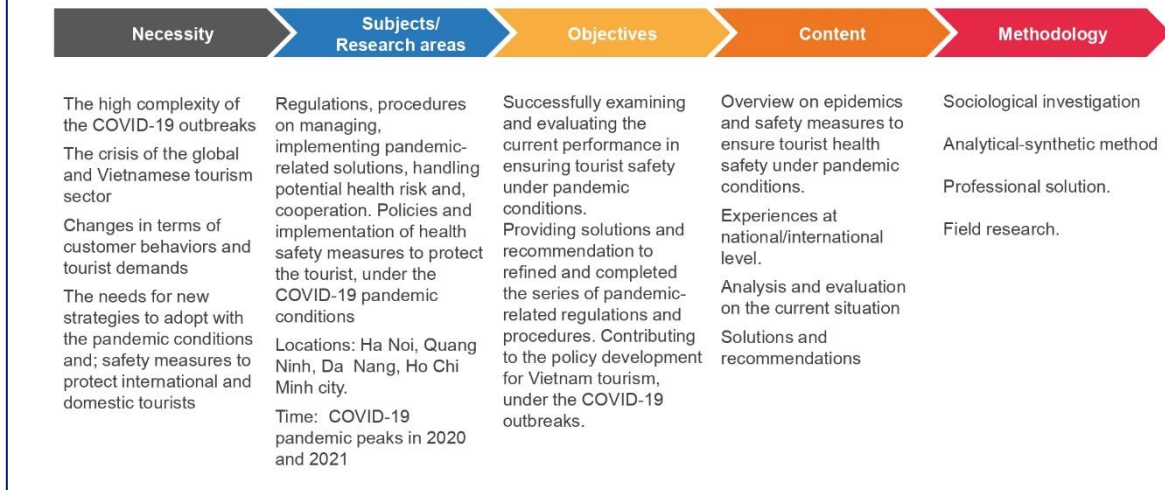 Necessity
Subjects/
Research areas
Objectives
Content
Methodology
The high complexity of
the COVID-19 outbreaks
The crisis of the global
and Vietnamese tourism
sector
Changes in terms of
customer behaviors and
tourist demands
The needs for new
strategies to adopt with
the pandemic conditions
and; safety measures to
protect international and
domestic tourists
Regulations, procedures
on managing,
implementing pandemic-
related solutions, handling
potential health risk and,
cooperation. Policies and
implementation of health
safety measures to protect
the tourist, under the
COVID-19 pandemic
conditions
Locations: Ha Noi, Quang
Ninh, Da Nang, Ho Chi
Minh city.
Time: COVID-19
pandemic peaks in 2020
and 2021
Successfully examining
and evaluating the
current performance in
ensuring tourist safety
under pandemic
conditions.
Providing solutions and
recommendation to
refined and completed
the series of pandemic-
related regulations and
procedures. Contributing
to the policy development
for Vietnam tourism,
under the COVID-19
outbreaks.
Overview on epidemics
and safety measures to
ensure tourist health
safety under pandemic
conditions.
Experiences at
national/international
level.
Analysis and evaluation
on the current situation
Solutions and
recommendations
Sociological investigation
Analytical-synthetic method
Professional solution.
Field research.